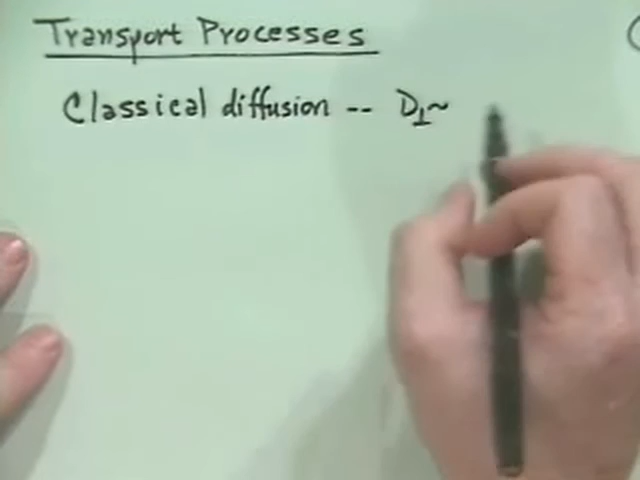 Transport Processes
Classical diffusion -- D⊥~